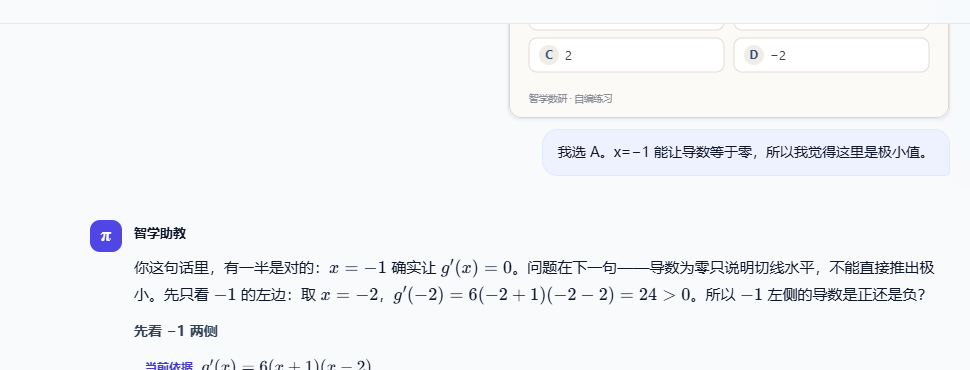 C 2
D −2
智学数研 · 自编练习
我选 A。x=−1 能让导数等于零，所以我觉得这里是极小值。
π 智学助教
你这句话里，有一半是对的：x = −1 确实让 g′(x) = 0。问题在下一句——导数为零只说明切线水平，不能直接推出极
小。先只看 −1 的左边：取 x = −2，g′(−2) = 6(−2 + 1)(−2 − 2) = 24 > 0。所以 −1 左侧的导数是正还是负？
先看 −1 两侧
当前依据 g′(x) = 6(x + 1)(x − 2)